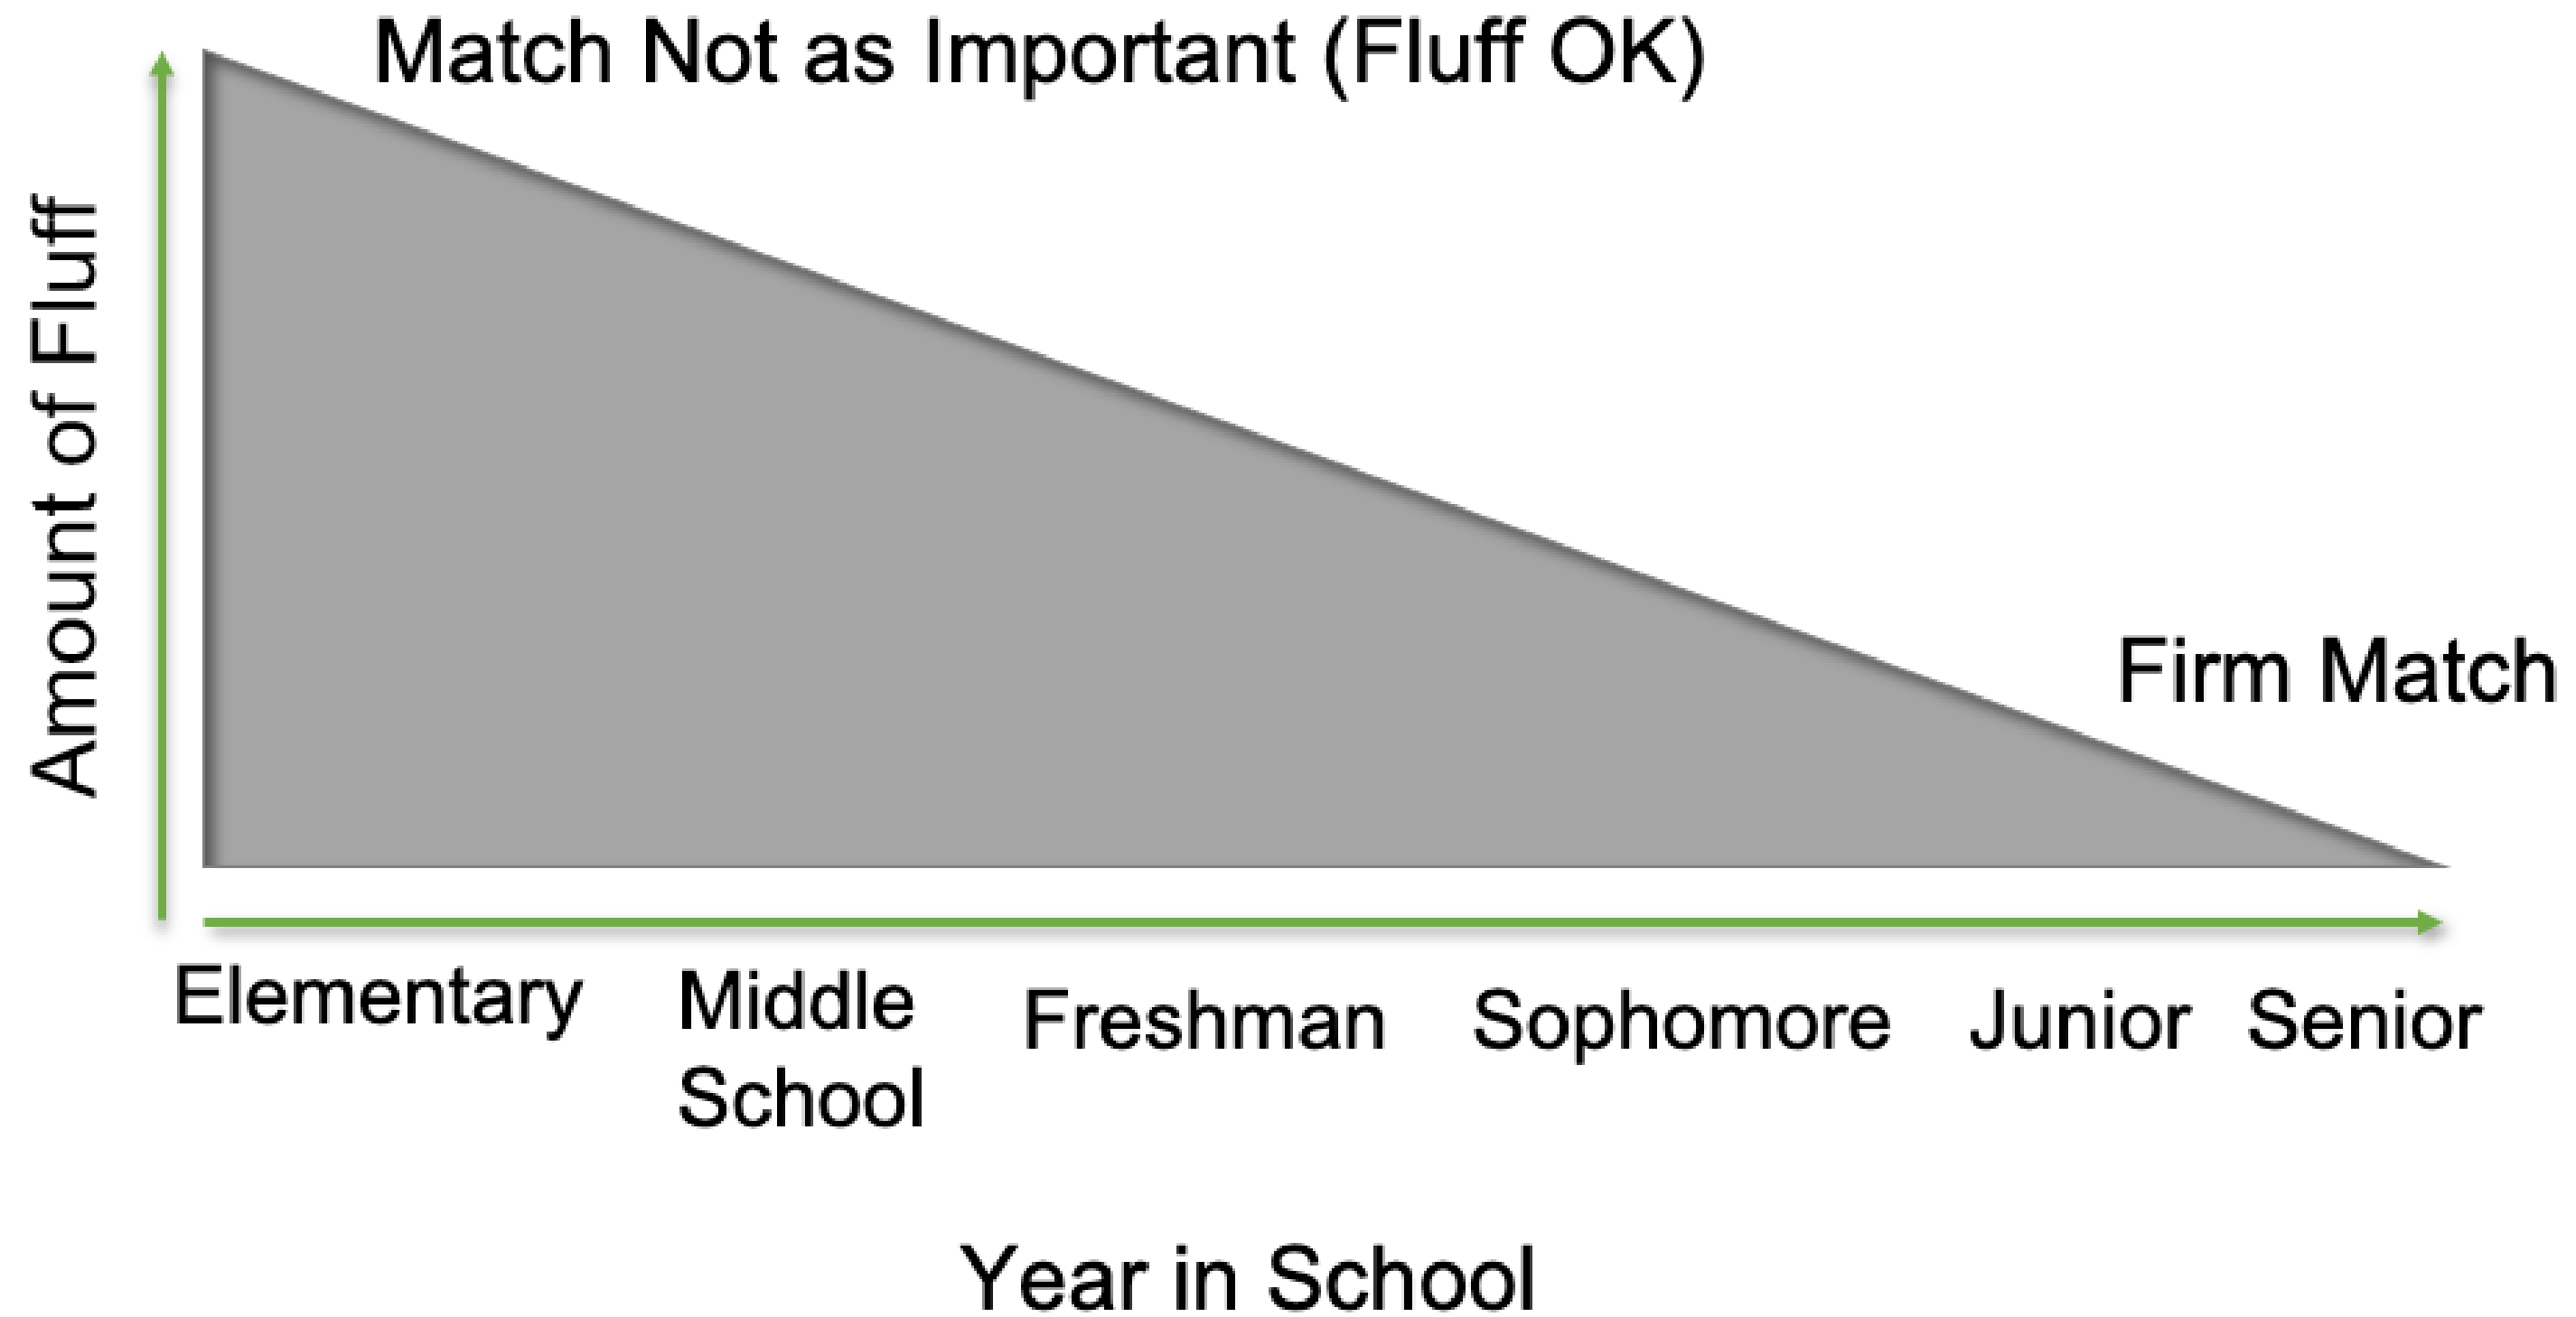 Match Not as Important (Fluff OK)
Amount of Fluff
Firm Match
Elementary
Middle
School
Freshman
Sophomore
Junior
Senior
Year in School